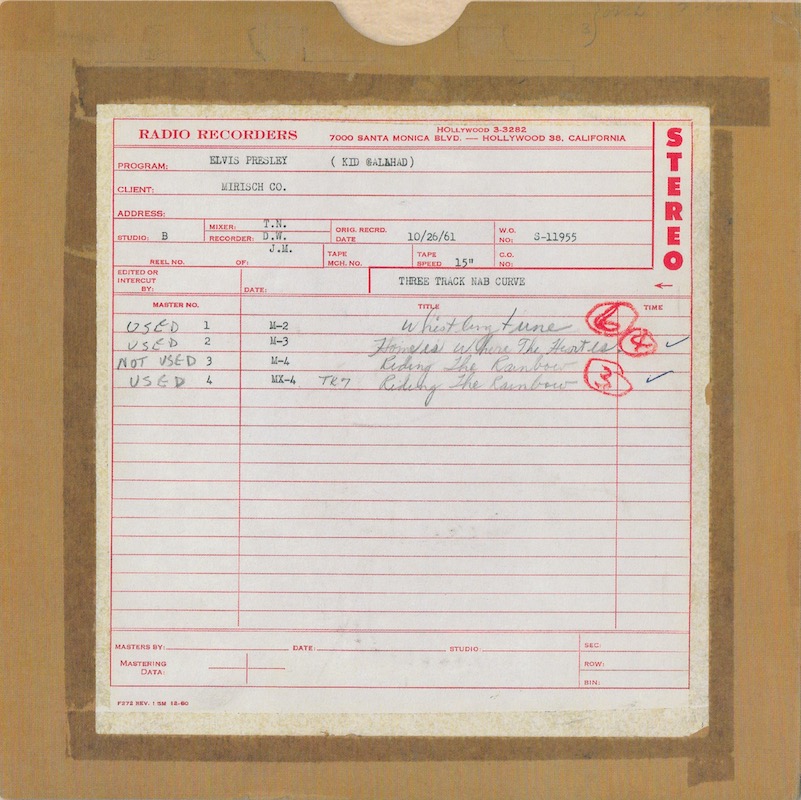 RADIO RECORDERS
HOLLYWOOD 3-3282
7000 SANTA MONICA BLVD. — HOLLYWOOD 38, CALIFORNIA
STEREO
PROGRAM: ELVIS PRESLEY ( KID GALAHAD)
CLIENT: MIRISCH CO.
ADDRESS:
STUDIO: B
MIXER: T.N.
RECORDER: D.W.
J.M.
ORIG. RECRD. DATE 10/26/61
W.O. NO: S-11955
REEL NO. OF:
TAPE MCH. NO.
TAPE SPEED 15"
C.O. NO:
EDITED OR INTERCUT BY:
DATE:
THREE TRACK NAB CURVE
←
MASTER NO. TITLE TIME
USED 1 M-2 Whistling tune 6
USED 2 M-3 Home is Where The Hurt is. 4 ✓
NOT USED 3 M-4 Riding The Rainbow
USED 4 MX-4 TK7 Riding The Rainbow 3 ✓
MASTERS BY: DATE: STUDIO: SEC:
MASTERING DATA:
ROW:
BIN:
F272 REV. 1 5M 12-60